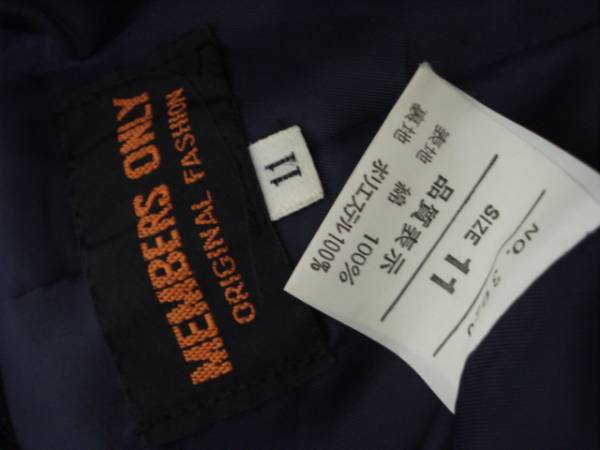 MEMBERS ONLY
ORIGINAL FASHION
11
NO.
SIZE 11
品質表示
表地 綿 100%
裏地 ポリエステル100%